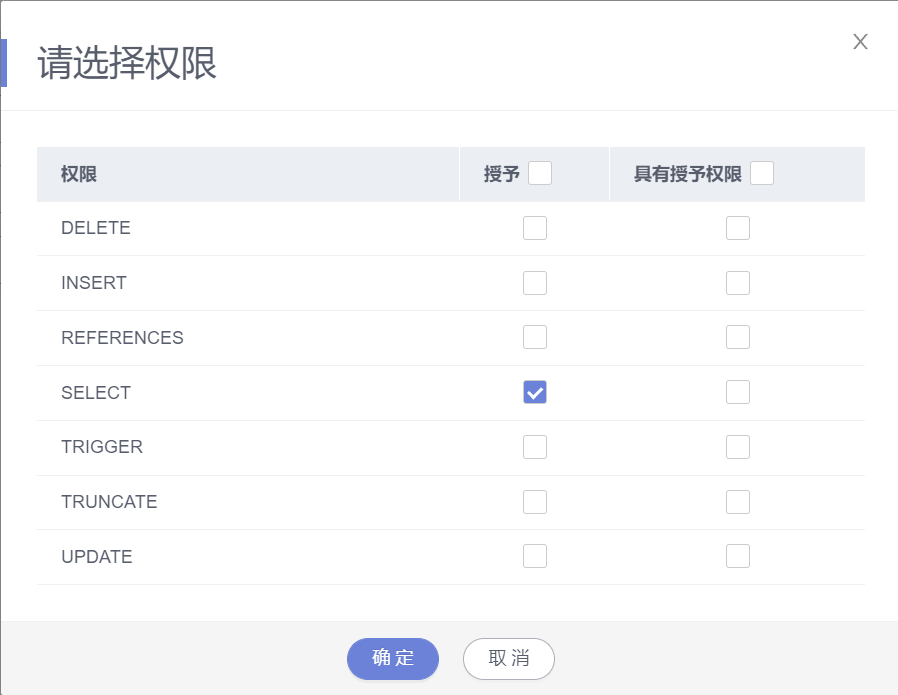 请选择权限
权限 授予 具有授予权限
DELETE
INSERT
REFERENCES
SELECT
TRIGGER
TRUNCATE
UPDATE
确定 取消